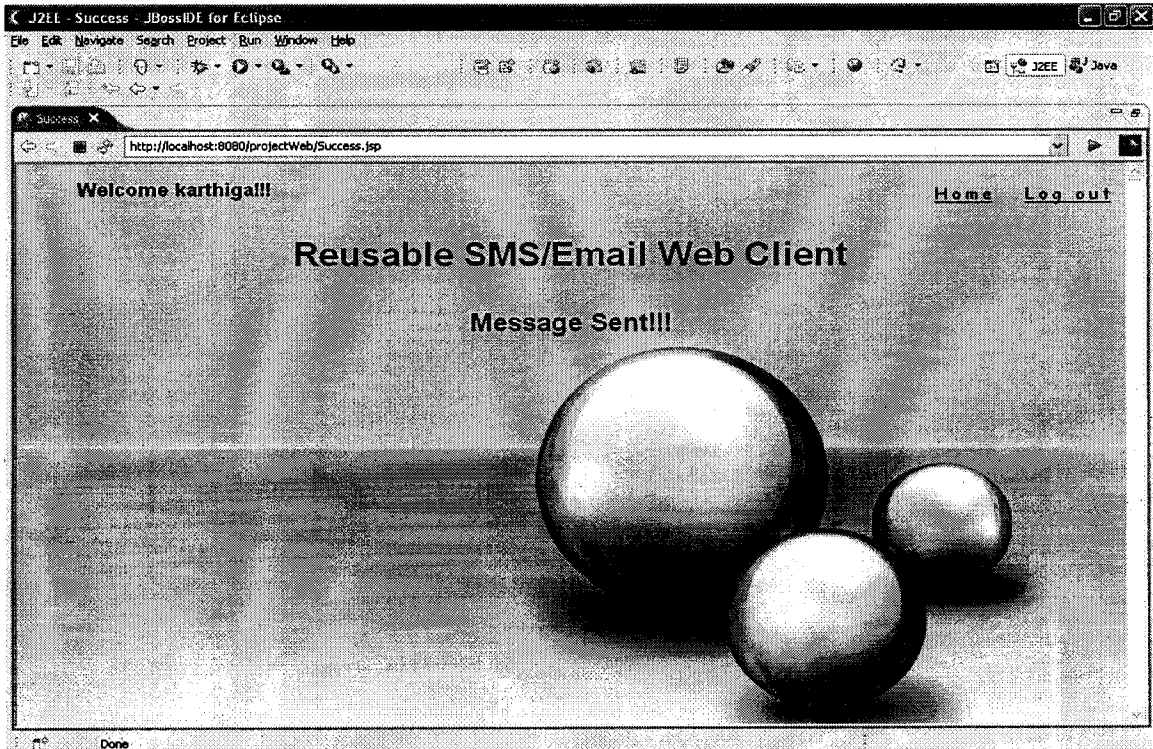 J2EE - Success - JBossIDE for Eclipse
File Edit Navigate Search Project Run Window Help
J2EE Java
Success
http://localhost:8080/projectWeb/Success.jsp
Welcome karthiga!!!
Home Log out
Reusable SMS/Email Web Client
Message Sent!!!
Done